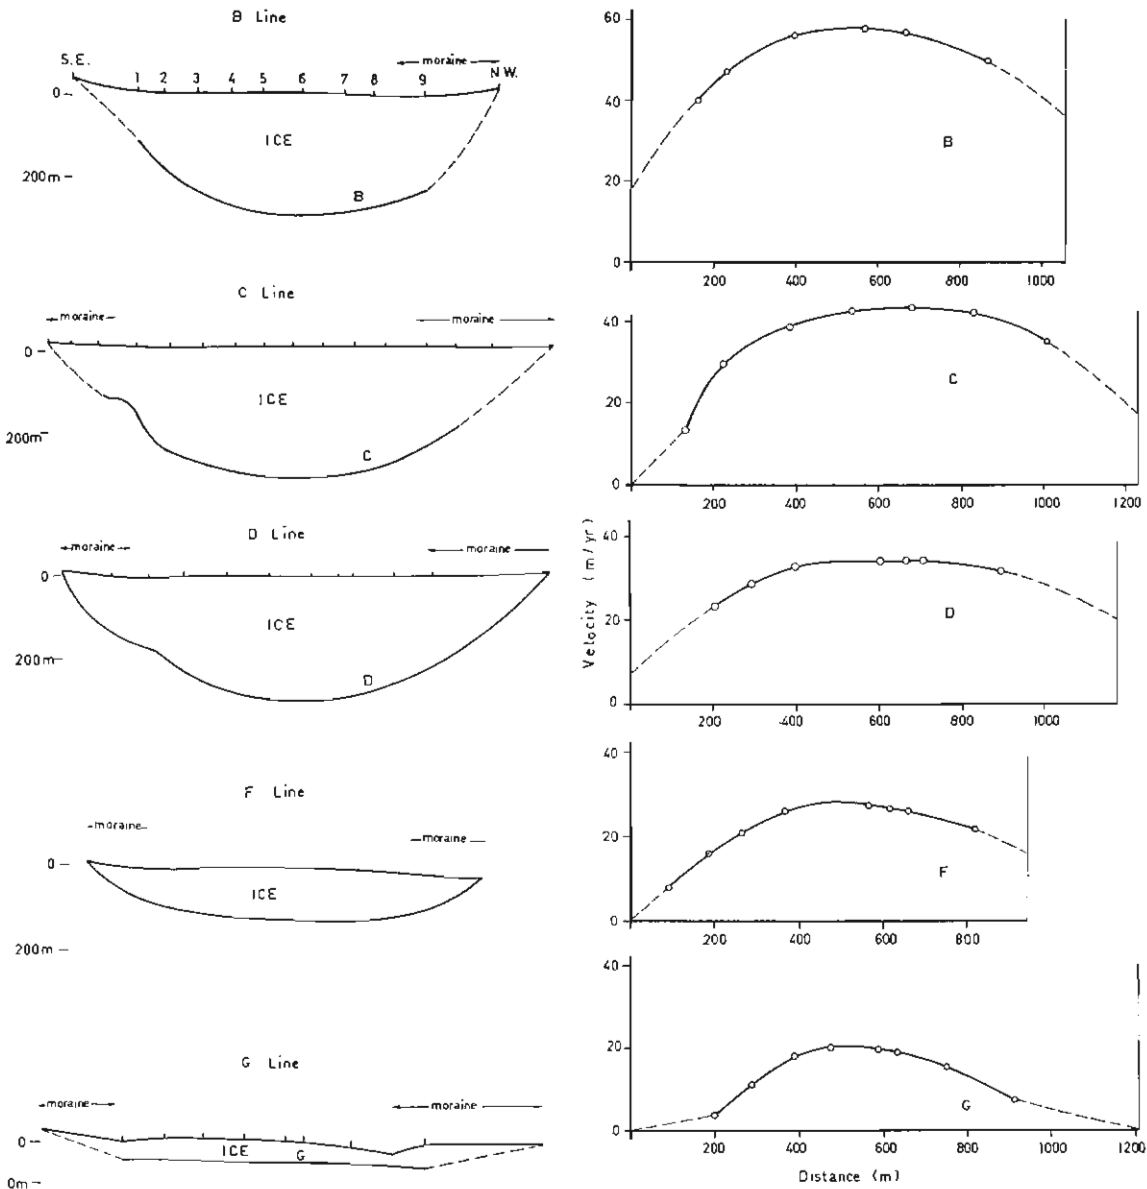 B Line
S.E.
moraine
1 2 3 4 5 6 7 8 9 N W.
0
ICE
200m
B
60
40
20
0
B
200 400 600 800 1000
C Line
moraine
moraine
0
ICE
200m
C
40
20
0
C
200 400 600 800 1000 1200
D Line
moraine
moraine
0
ICE
200m
D
Velocity (m/yr)
40
20
0
D
200 400 600 800 1000
F Line
moraine
moraine
0
ICE
200m
40
20
0
F
200 400 600 800
G Line
moraine
moraine
0
ICE
G
0m
40
20
0
G
200 400 600 800 1000 1200
Distance (m)